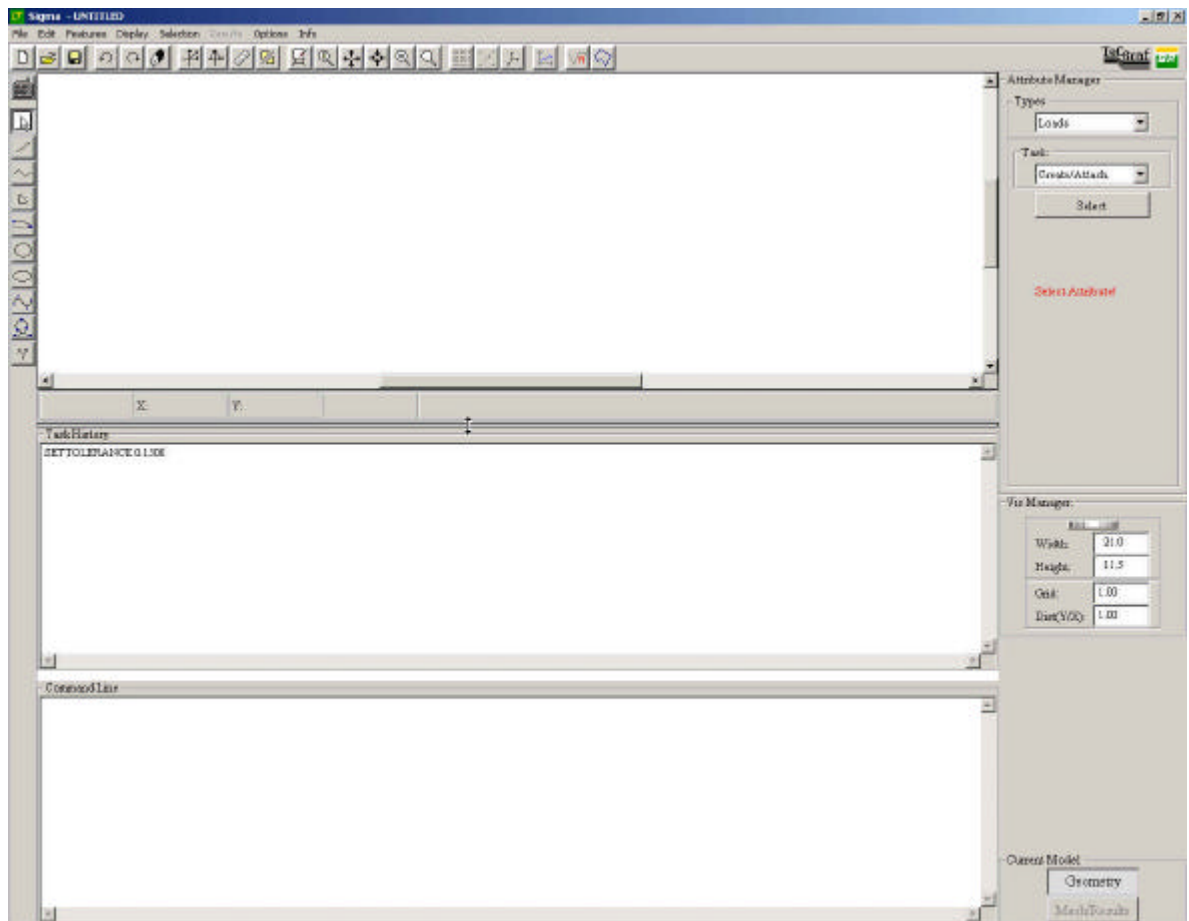 Sigma - UNTITLED
File Edit Features Display Selection Results Options Info
TeCGraf
Attribute Manager
Types
Loads
Task:
Create/Attach
Select
Select Attribute!
X: Y:
Task History
SETTOLERANCE 0.1308
Vis Manager:
Width: 21.0
Height: 11.5
Grid: 1.00
Dist(Y/X): 1.00
Command Line
Current Model
Geometry
Mesh/Results